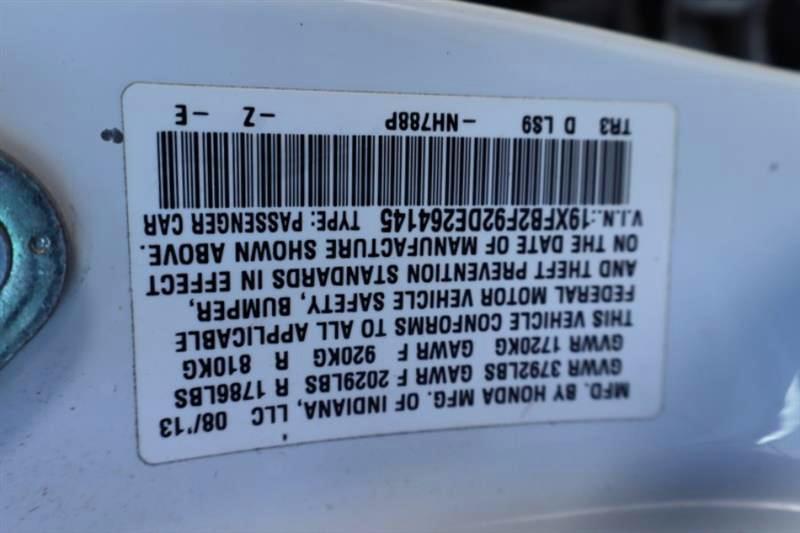 MFD. BY HONDA MFG. OF INDIANA, LLC 08/'13
GVWR 3792LBS GAWR F 2029LBS R 1786LBS
GVWR 1720KG GAWR F 920KG R 810KG
THIS VEHICLE CONFORMS TO ALL APPLICABLE
FEDERAL MOTOR VEHICLE SAFETY, BUMPER,
AND THEFT PREVENTION STANDARDS IN EFFECT
ON THE DATE OF MANUFACTURE SHOWN ABOVE.
V.I.N.:19XFB2F92DE264145 TYPE: PASSENGER CAR
TR3 D LS9 –NH788P –Z –E